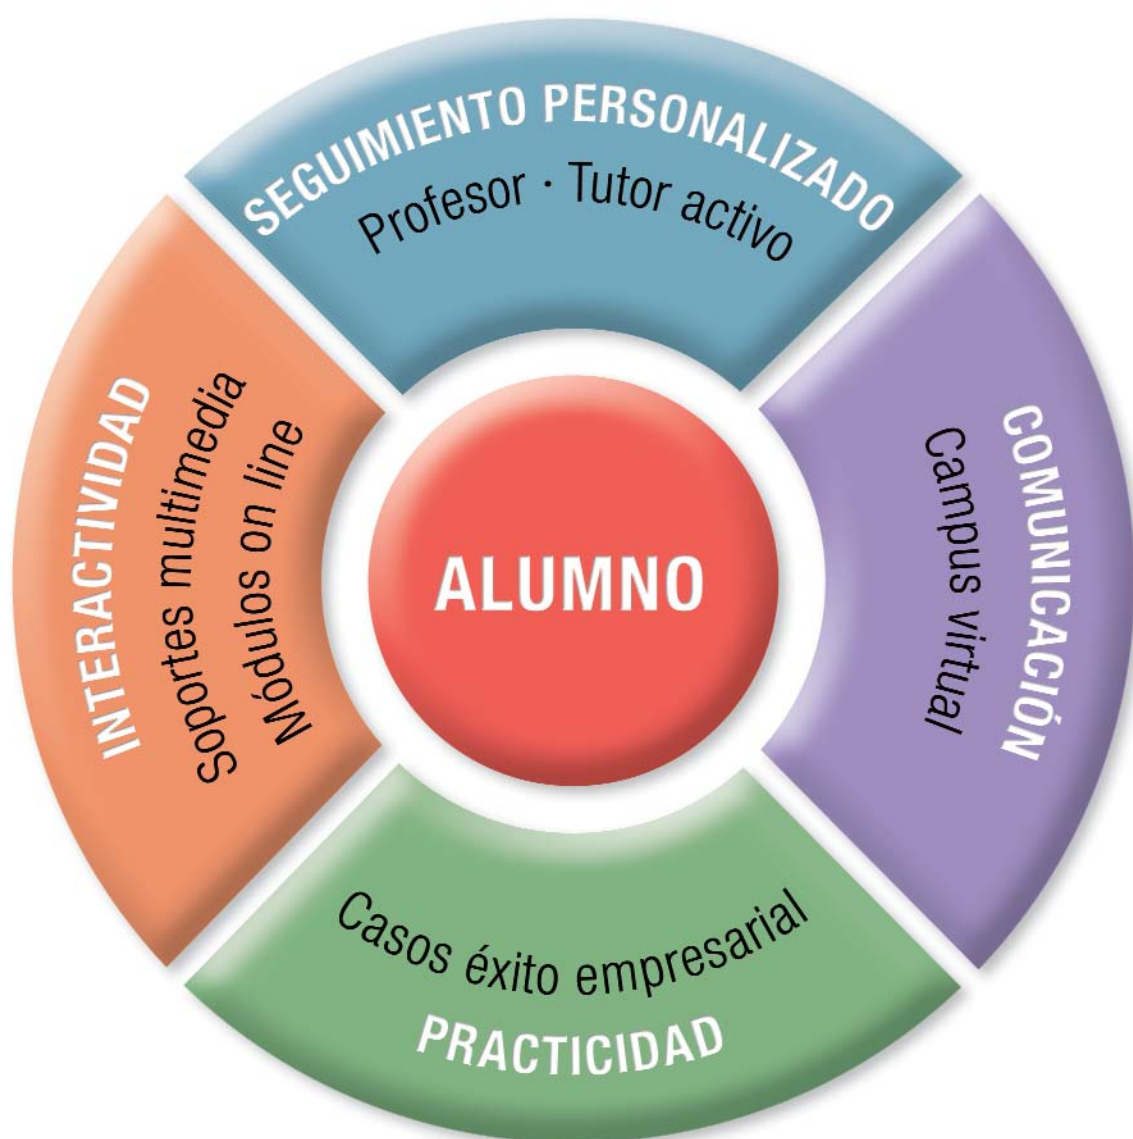 SEGUIMIENTO PERSONALIZADO
Profesor · Tutor activo
INTERACTIVIDAD
Soportes multimedia
Módulos on line
ALUMNO
COMUNICACIÓN
Campus virtual
Casos éxito empresarial
PRACTICIDAD